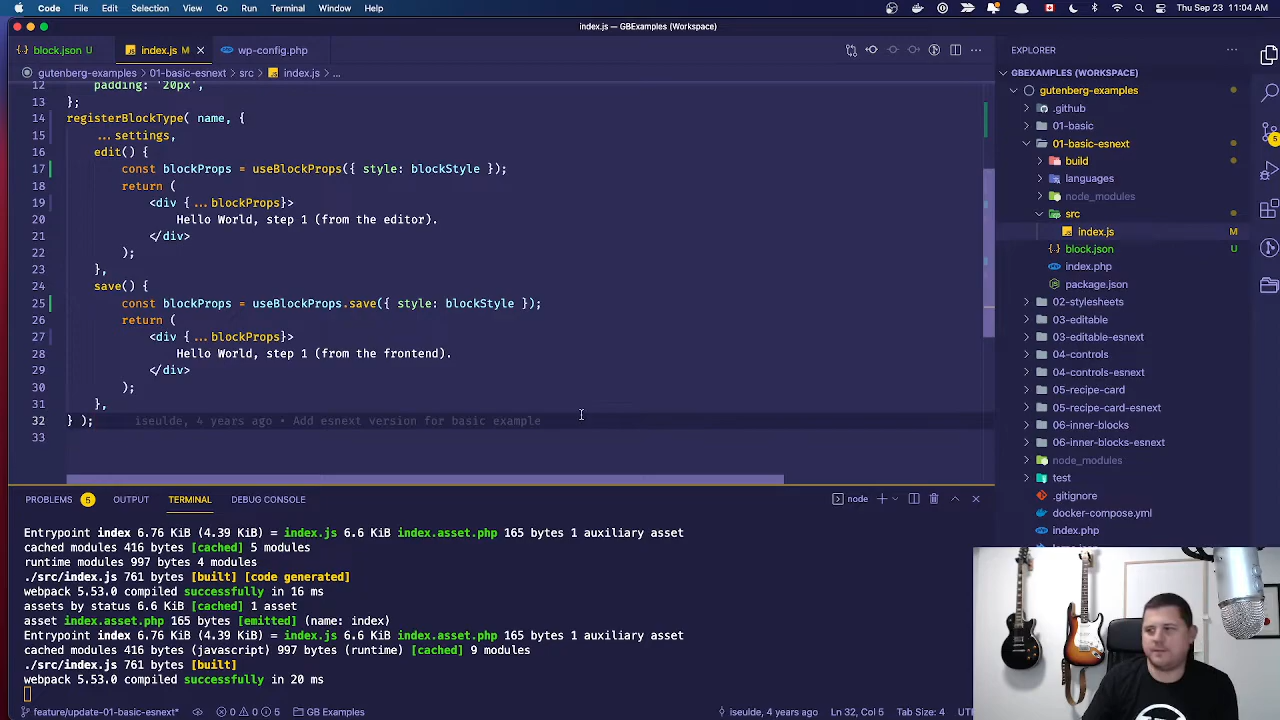 Code File Edit Selection View Go Run Terminal Window Help Thu Sep 23 11:04 AM
index.js — GBExamples (Workspace)
block.json U index.js M wp-config.php
gutenberg-examples > 01-basic-esnext > src > index.js > ...
12 padding: '20px',
13 };
14 registerBlockType( name, {
15 ...settings,
16 edit() {
17 const blockProps = useBlockProps({ style: blockStyle });
18 return (
19 <div {...blockProps}>
20 Hello World, step 1 (from the editor).
21 </div>
22 );
23 },
24 save() {
25 const blockProps = useBlockProps.save({ style: blockStyle });
26 return (
27 <div {...blockProps}>
28 Hello World, step 1 (from the frontend).
29 </div>
30 );
31 },
32 } ); iseulde, 4 years ago • Add esnext version for basic example
33
PROBLEMS 5 OUTPUT TERMINAL DEBUG CONSOLE node
Entrypoint index 6.76 KiB (4.39 KiB) = index.js 6.6 KiB index.asset.php 165 bytes 1 auxiliary asset
cached modules 416 bytes [cached] 5 modules
runtime modules 997 bytes 4 modules
./src/index.js 761 bytes [built] [code generated]
webpack 5.53.0 compiled successfully in 16 ms
assets by status 6.6 KiB [cached] 1 asset
asset index.asset.php 165 bytes [emitted] (name: index)
Entrypoint index 6.76 KiB (4.39 KiB) = index.js 6.6 KiB index.asset.php 165 bytes 1 auxiliary asset
cached modules 416 bytes (javascript) 997 bytes (runtime) [cached] 9 modules
./src/index.js 761 bytes [built]
webpack 5.53.0 compiled successfully in 20 ms
feature/update-01-basic-esnext* 0 0 5 GB Examples iseulde, 4 years ago Ln 32, Col 5 Tab Size: 4 UTF
EXPLORER
GBEXAMPLES (WORKSPACE)
gutenberg-examples
.github
01-basic
01-basic-esnext
build
languages
node_modules
src
index.js M
block.json U
index.php
package.json
02-stylesheets
03-editable
03-editable-esnext
04-controls
04-controls-esnext
05-recipe-card
05-recipe-card-esnext
06-inner-blocks
06-inner-blocks-esnext
node_modules
test
.gitignore
docker-compose.yml
index.php
5